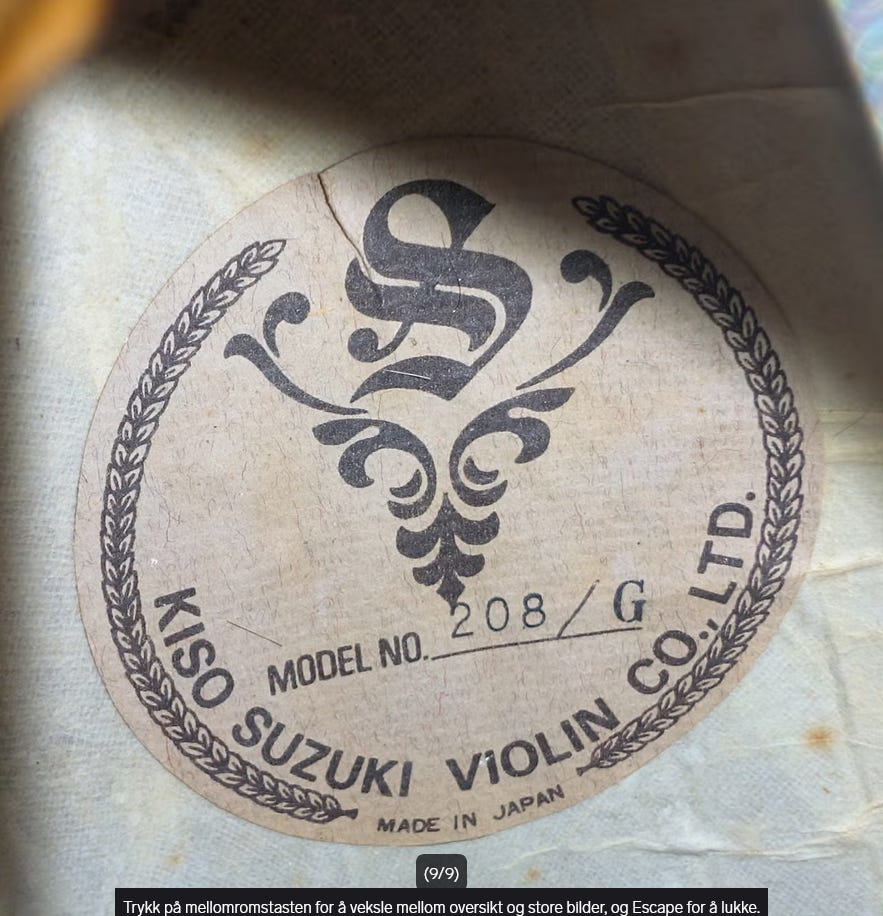 S
MODEL NO. 208 / G
KISO SUZUKI ViOLIN CO., LTD.
MADE IN JAPAN
(9/9)
Trykk på mellomromstasten for å veksle mellom oversikt og store bilder, og Escape for å lukke.